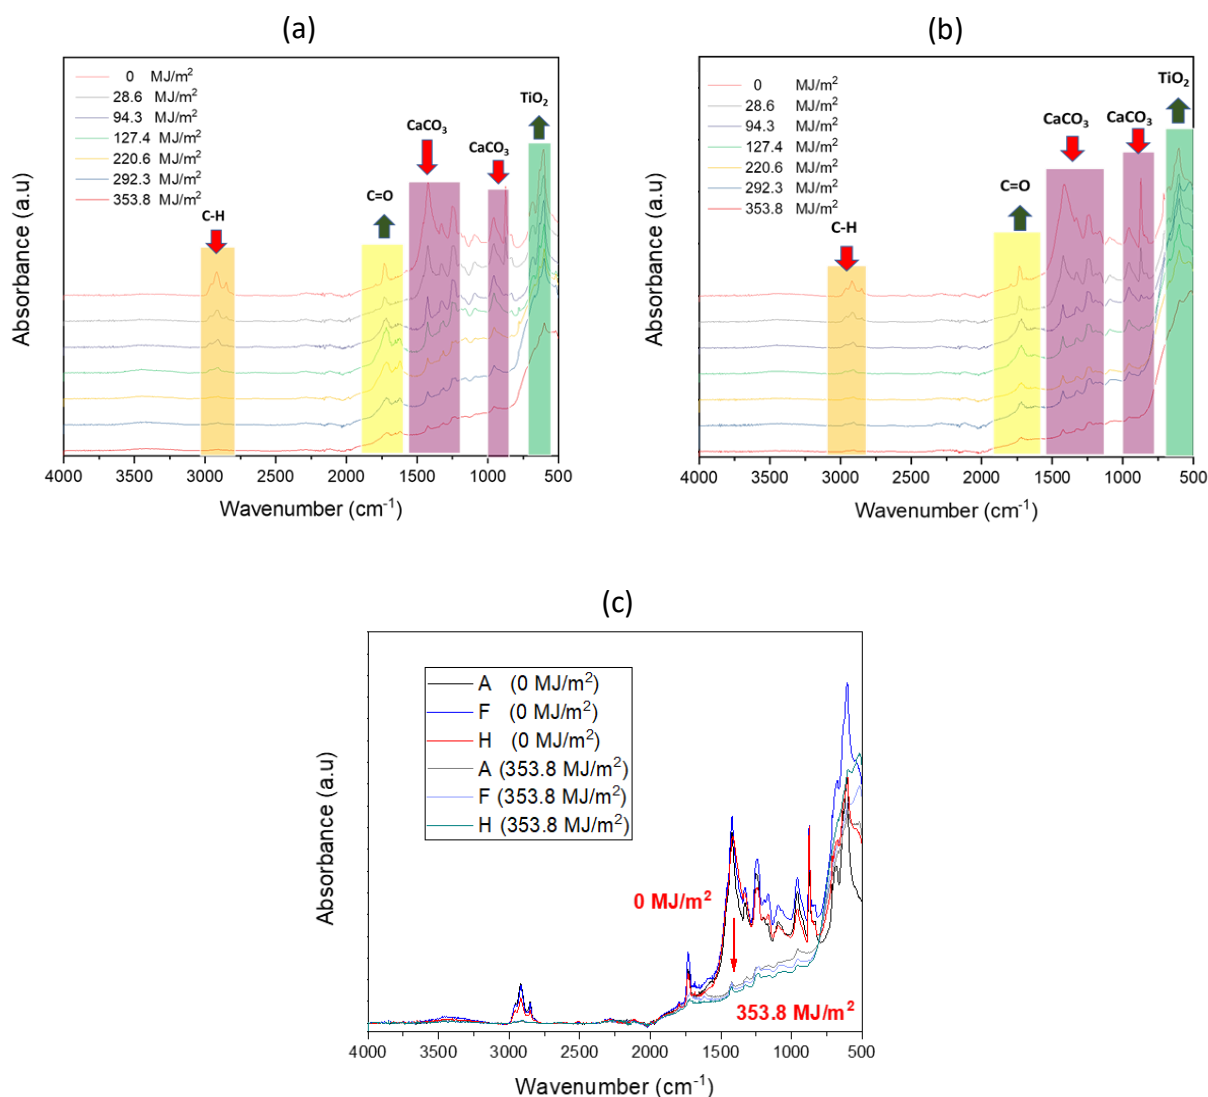 (a)
0 MJ/m²
28.6 MJ/m²
94.3 MJ/m²
127.4 MJ/m²
220.6 MJ/m²
292.3 MJ/m²
353.8 MJ/m²
C-H
C=O
CaCO₃
CaCO₃
TiO₂
Absorbance (a.u)
4000 3500 3000 2500 2000 1500 1000 500
Wavenumber (cm⁻¹)
(b)
0 MJ/m²
28.6 MJ/m²
94.3 MJ/m²
127.4 MJ/m²
220.6 MJ/m²
292.3 MJ/m²
353.8 MJ/m²
C-H
C=O
CaCO₃
CaCO₃
TiO₂
Absorbance (a.u)
4000 3500 3000 2500 2000 1500 1000 500
Wavenumber (cm⁻¹)
(c)
A (0 MJ/m²)
F (0 MJ/m²)
H (0 MJ/m²)
A (353.8 MJ/m²)
F (353.8 MJ/m²)
H (353.8 MJ/m²)
0 MJ/m²
353.8 MJ/m²
Absorbance (a.u)
4000 3500 3000 2500 2000 1500 1000 500
Wavenumber (cm⁻¹)